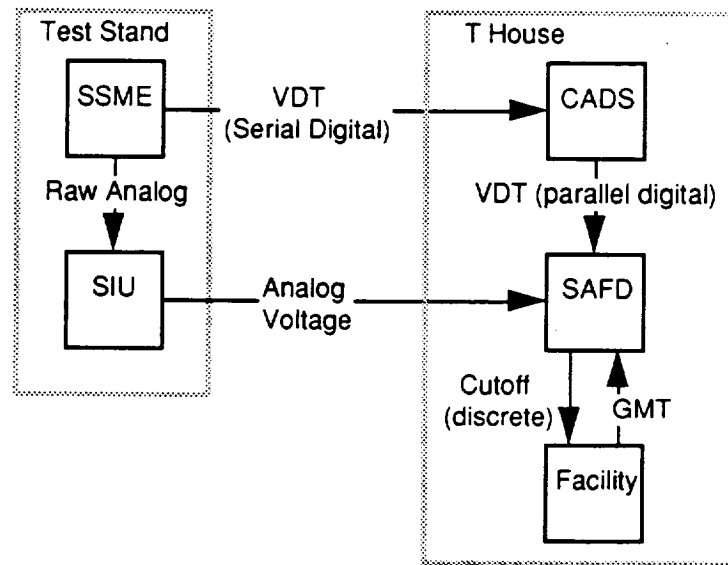 Test Stand
T House
SSME
VDT
(Serial Digital)
CADS
Raw Analog
VDT (parallel digital)
SIU
Analog
Voltage
SAFD
Cutoff
(discrete)
GMT
Facility